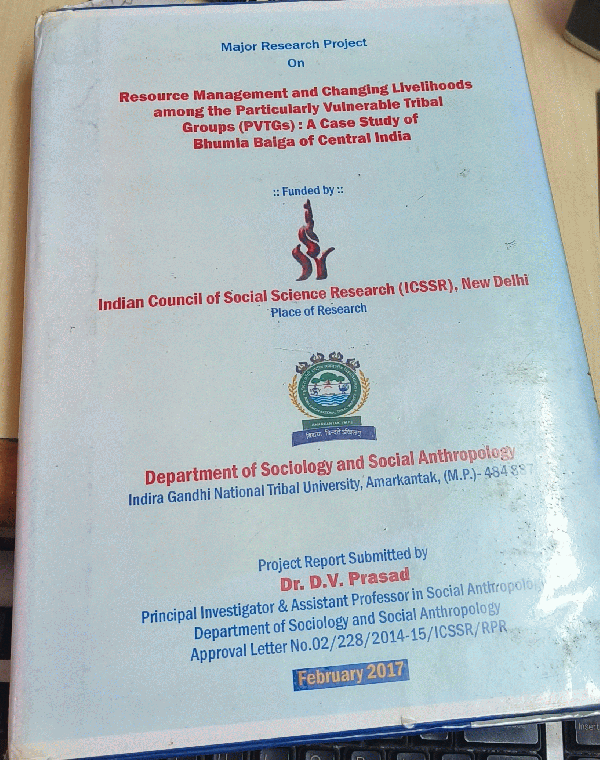 Major Research Project
On
Resource Management and Changing Livelihoods
among the Particularly Vulnerable Tribal
Groups (PVTGs) : A Case Study of
Bhumia Baiga of Central India
:: Funded by ::
Indian Council of Social Science Research (ICSSR), New Delhi
Place of Research
Department of Sociology and Social Anthropology
Indira Gandhi National Tribal University, Amarkantak, (M.P.)- 484 887
Project Report Submitted by
Dr. D.V. Prasad
Principal Investigator & Assistant Professor in Social Anthropology
Department of Sociology and Social Anthropology
Approval Letter No.02/228/2014-15/ICSSR/RPR
February 2017
Insert